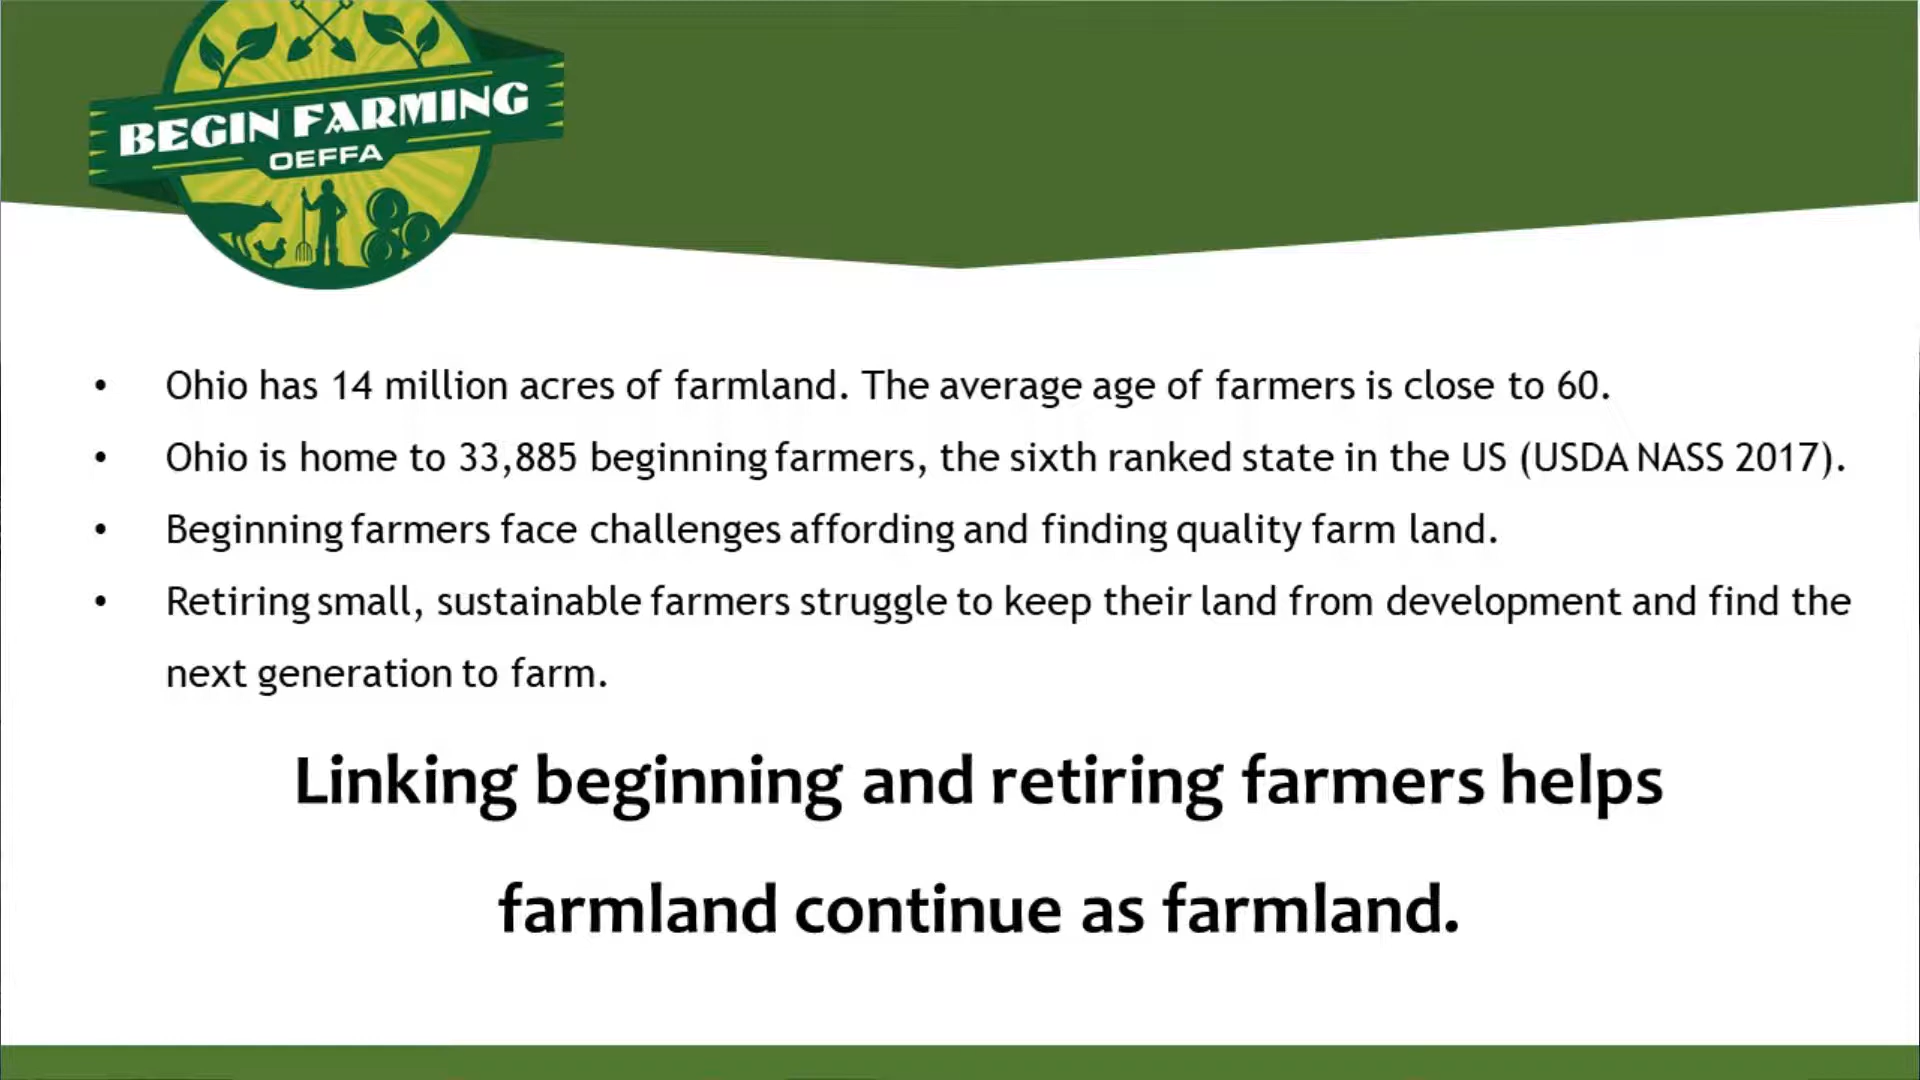 BEGIN FARMING
OEFFA
• Ohio has 14 million acres of farmland. The average age of farmers is close to 60.
• Ohio is home to 33,885 beginning farmers, the sixth ranked state in the US (USDA NASS 2017).
• Beginning farmers face challenges affording and finding quality farm land.
• Retiring small, sustainable farmers struggle to keep their land from development and find the
next generation to farm.
Linking beginning and retiring farmers helps
farmland continue as farmland.